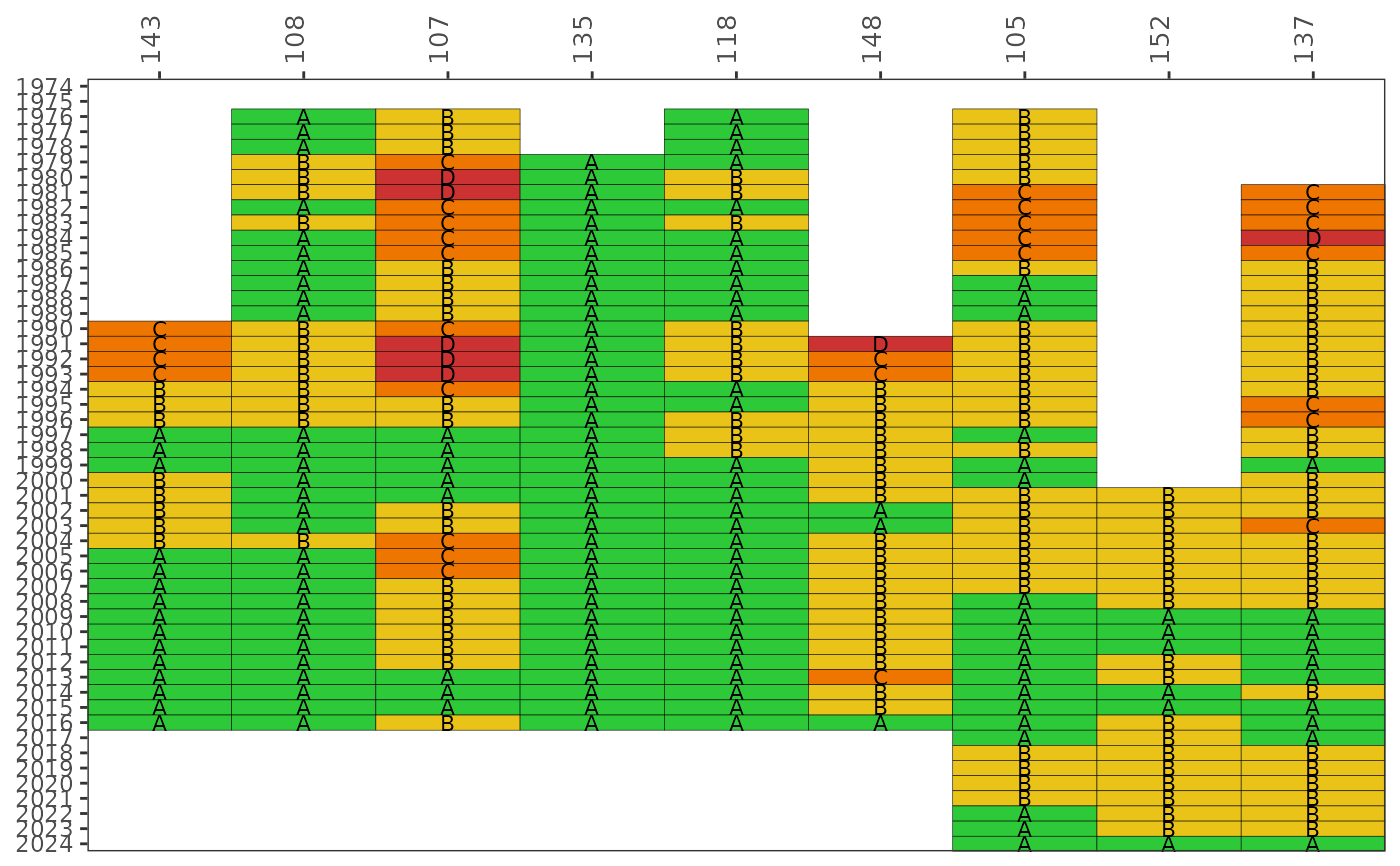 143 108 107 135 118 148 105 152 137
1974
1975
1976 A B A B
1977 A B A B
1978 A B A B
1979 B C A A B
1980 B D A B B
1981 B D A B C C
1982 A C A A C C
1983 B C A B C C
1984 A C A A C D
1985 A C A A C C
1986 A B A A B B
1987 A B A A A B
1988 A B A A A B
1989 A B A A A B
1990 C B C A B B B
1991 C B D A B D B B
1992 C B D A B C B B
1993 C B D A B C B B
1994 B B C A A B B B
1995 B B B A A B B C
1996 B B B A B B B C
1997 A A A A B B A B
1998 A A A A B B B B
1999 A A A A A B A A
2000 B A A A A B A B
2001 B A A A A B B B B
2002 B A B A A A B B B
2003 B A B A A A B B C
2004 B B C A A B B B B
2005 A A C A A B B B B
2006 A A C A A B B B B
2007 A A B A A B B B B
2008 A A B A A B A B B
2009 A A B A A B A A A
2010 A A B A A B A A A
2011 A A B A A B A A A
2012 A A B A A B A B A
2013 A A A A A C A B A
2014 A A A A A B A A B
2015 A A A A A B A A A
2016 A A B A A A A B A
2017 A B A
2018 B B B
2019 B B B
2020 B B B
2021 B B B
2022 A B B
2023 A B B
2024 A A A